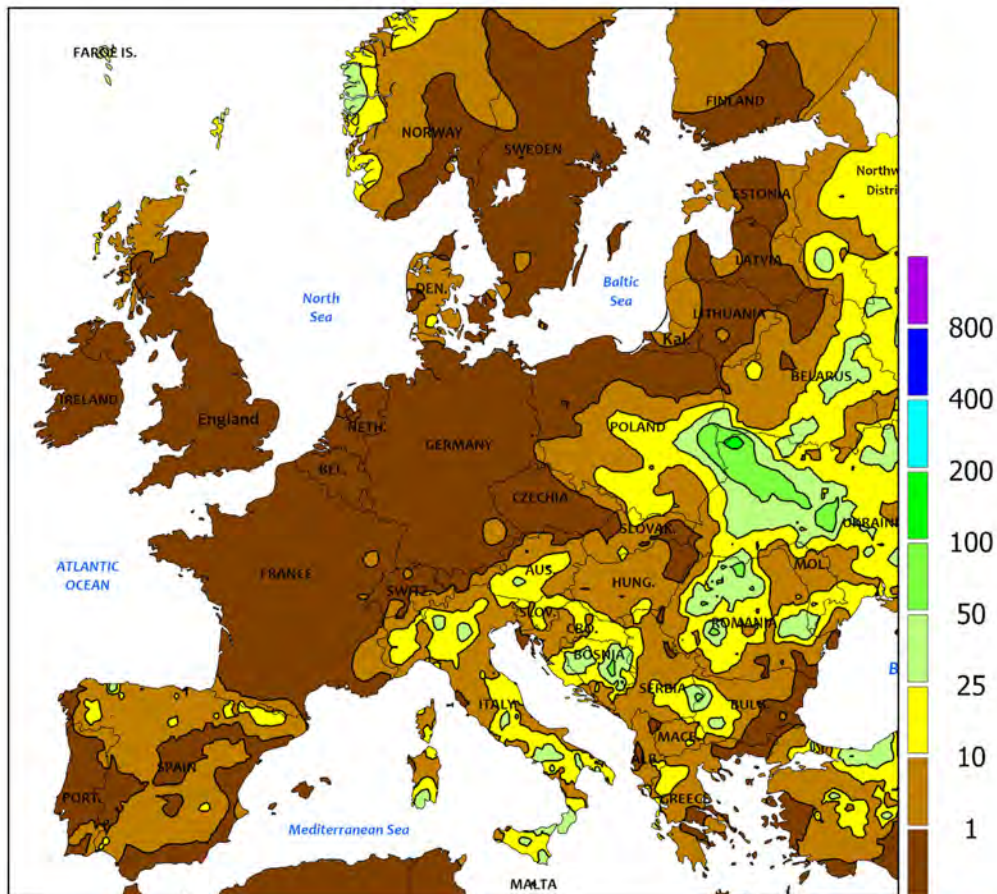 FAROE IS.
FINLAND
NORWAY
SWEDEN
Northw
Distri
ESTONIA
LATVIA
DEN.
North
Sea
Baltic
Sea
LITHUANIA
Kal.
BELARUS
IRELAND
England
NETH.
POLAND
GERMANY
BEL.
CZECHIA
UKRAINE
SLOVAK.
ATLANTIC
OCEAN
FRANCE
AUS.
MOL.
HUNG.
SWITZ.
SLOV.
CRO.
ROMANIA
BOSNIA
B
SERBIA
ITALY
BULG.
MACE.
SPAIN
ALB.
PORT.
GREECE
Mediterranean Sea
MALTA
800
400
200
100
50
25
10
1